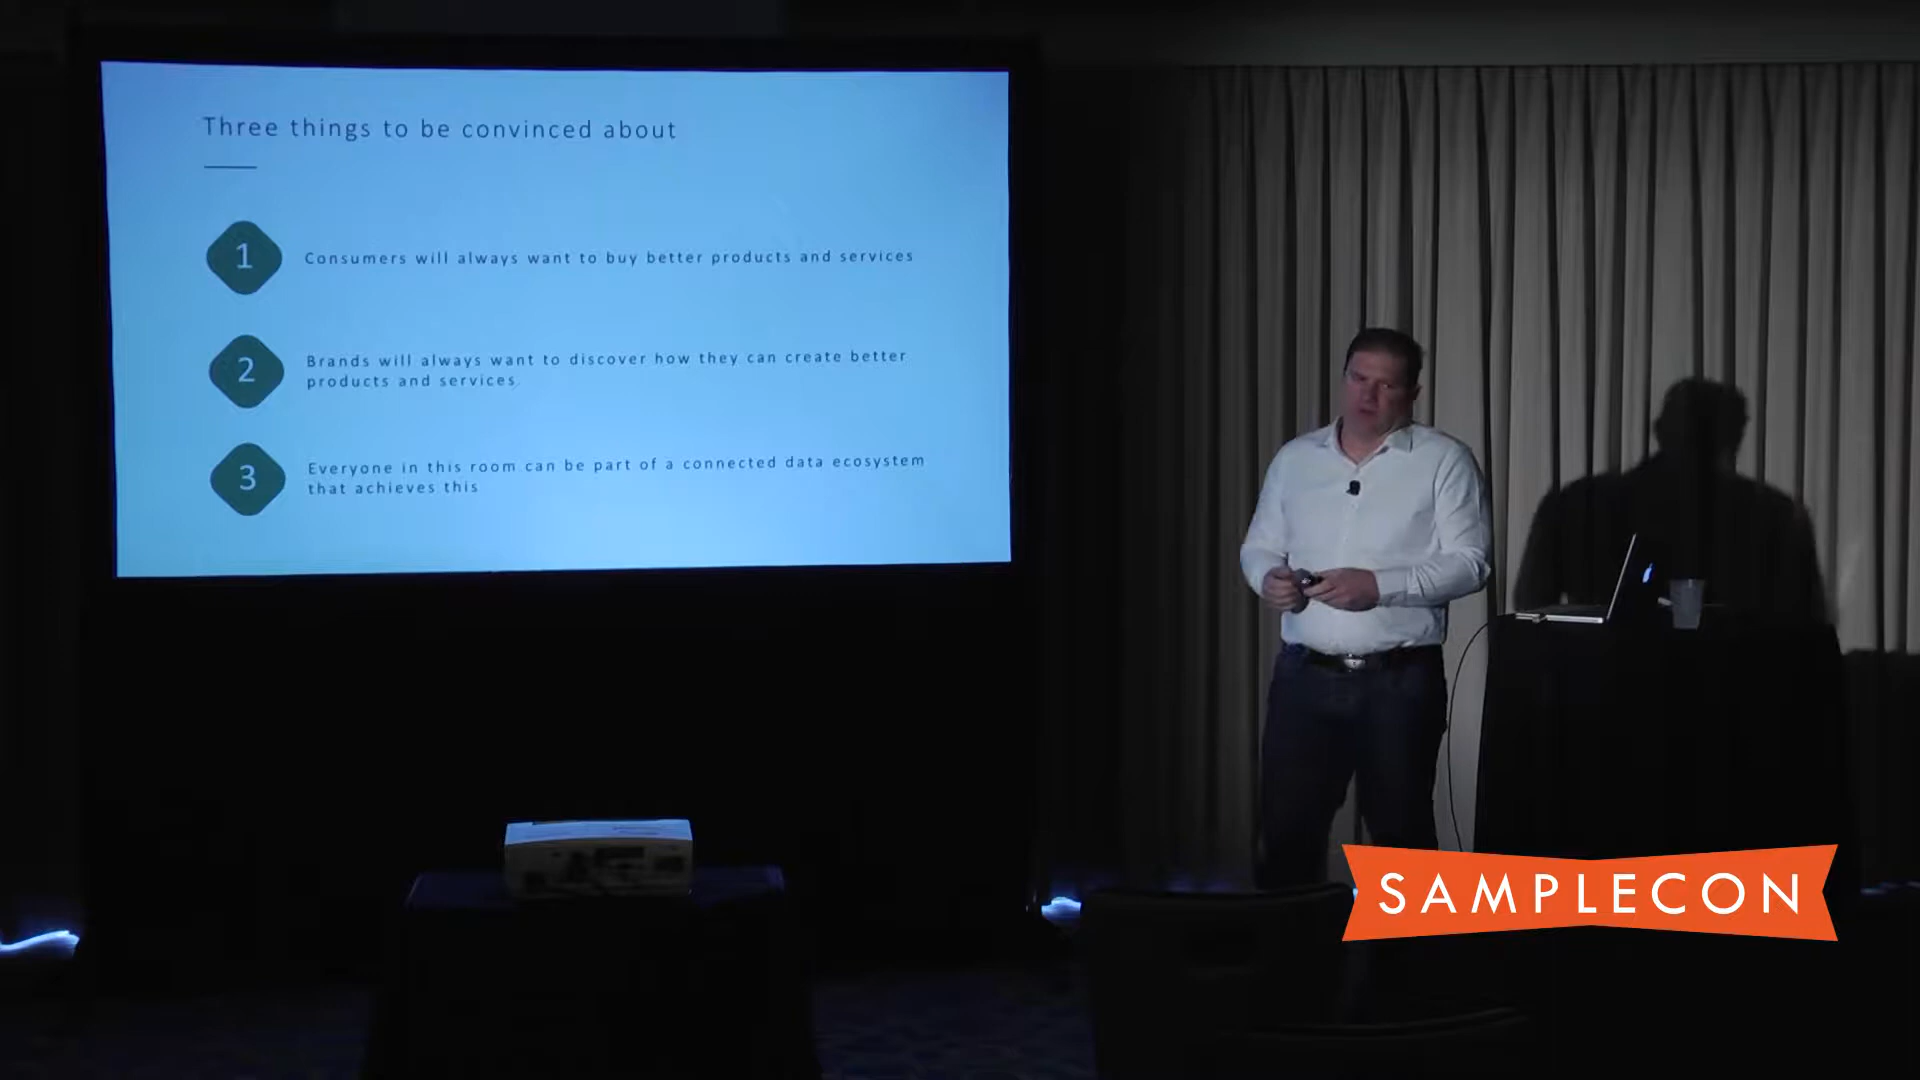 Three things to be convinced about
1
Consumers will always want to buy better products and services
2
Brands will always want to discover how they can create better
products and services.
3
Everyone in this room can be part of a connected data ecosystem
that achieves this
SAMPLECON